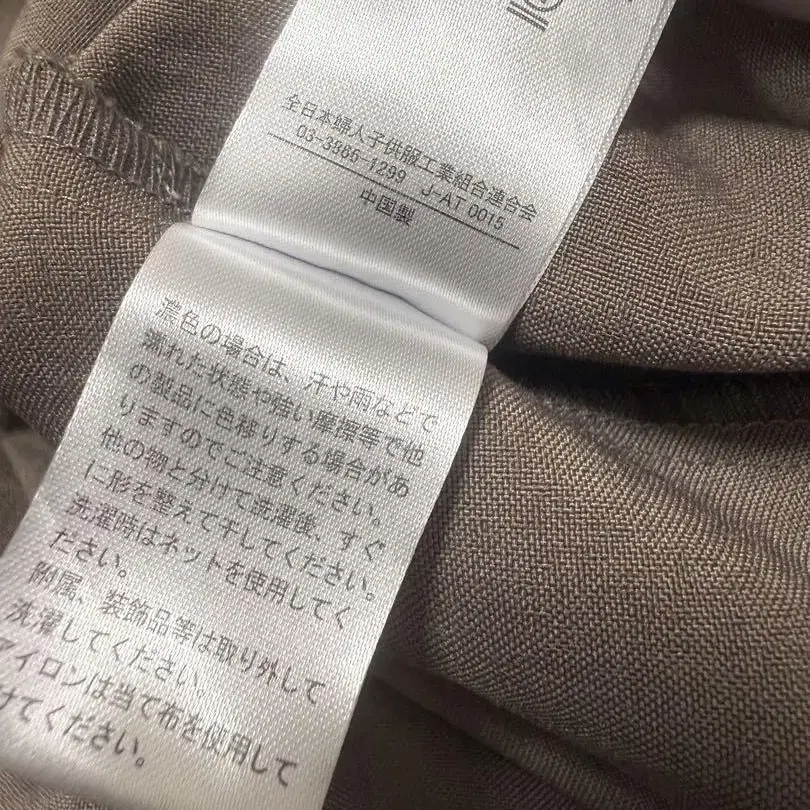 全日本婦人子供服工業組合連合会
03-3865-1299 J-AT 0015
中国製
濃色の場合は、汗や雨などで
濡れた状態や強い摩擦等で他
の製品に色移りする場合があ
りますのでご注意ください。
他の物と分けて洗濯後、すぐ
に形を整えて干してください。
洗濯時はネットを使用してく
ださい。
附属、装飾品等は取り外して
洗濯してください。
アイロンは当て布を使用して
けてください。